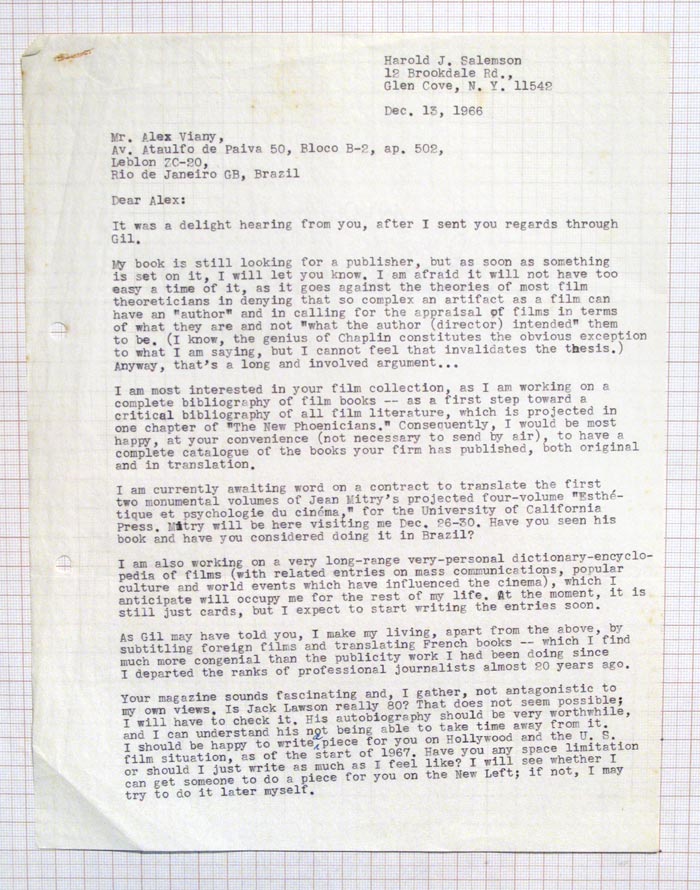 Harold J. Salemson
12 Brookdale Rd.,
Glen Cove, N. Y. 11542
Dec. 13, 1966
Mr. Alex Viany,
Av. Ataulfo de Paiva 50, Bloco B-2, ap. 502,
Leblon ZC-20,
Rio de Janeiro GB, Brazil
Dear Alex:
It was a delight hearing from you, after I sent you regards through
Gil.
My book is still looking for a publisher, but as soon as something
is set on it, I will let you know. I am afraid it will not have too
easy a time of it, as it goes against the theories of most film
theoreticians in denying that so complex an artifact as a film can
have an "author" and in calling for the appraisal of films in terms
of what they are and not "what the author (director) intended" them
to be. (I know, the genius of Chaplin constitutes the obvious exception
to what I am saying, but I cannot feel that invalidates the thesis.)
Anyway, that's a long and involved argument...
I am most interested in your film collection, as I am working on a
complete bibliography of film books -- as a first step toward a
critical bibliography of all film literature, which is projected in
one chapter of "The New Phoenicians." Consequently, I would be most
happy, at your convenience (not necessary to send by air), to have a
complete catalogue of the books your firm has published, both original
and in translation.
I am currently awaiting word on a contract to translate the first
two monumental volumes of Jean Mitry's projected four-volume "Esthé-
tique et psychologie du cinéma," for the University of California
Press. Mitry will be here visiting me Dec. 26-30. Have you seen his
book and have you considered doing it in Brazil?
I am also working on a very long-range very-personal dictionary-encyclo-
pedia of films (with related entries on mass communications, popular
culture and world events which have influenced the cinema), which I
anticipate will occupy me for the rest of my life. At the moment, it is
still just cards, but I expect to start writing the entries soon.
As Gil may have told you, I make my living, apart from the above, by
subtitling foreign films and translating French books -- which I find
much more congenial than the publicity work I had been doing since
I departed the ranks of professional journalists almost 20 years ago.
Your magazine sounds fascinating and, I gather, not antagonistic to
my own views. Is Jack Lawson really 80? That does not seem possible;
I will have to check it. His autobiography should be very worthwhile,
and I can understand his not being able to take time away from it.
I should be happy to write a piece for you on Hollywood and the U. S.
film situation, as of the start of 1967. Have you any space limitation
or should I just write as much as I feel like? I will see whether I
can get someone to do a piece for you on the New Left; if not, I may
try to do it later myself.